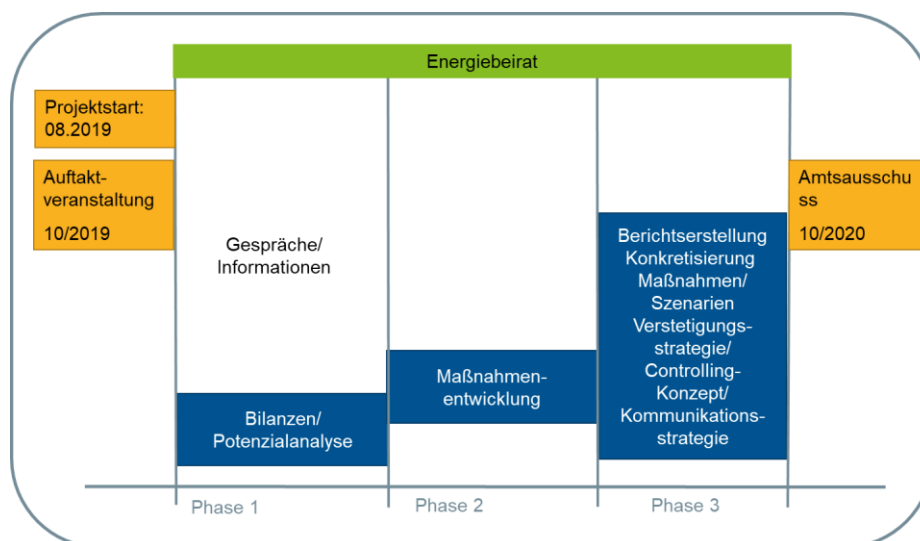 Energiebeirat
Projektstart:
08.2019
Auftakt-
veranstaltung
10/2019
Gespräche/
Informationen
Bilanzen/
Potenzialanalyse
Maßnahmen-
entwicklung
Berichtserstellung
Konkretisierung
Maßnahmen/
Szenarien
Verstetigungs-
strategie/
Controlling-
Konzept/
Kommunikations-
strategie
Amtsausschu
ss
10/2020
Phase 1
Phase 2
Phase 3